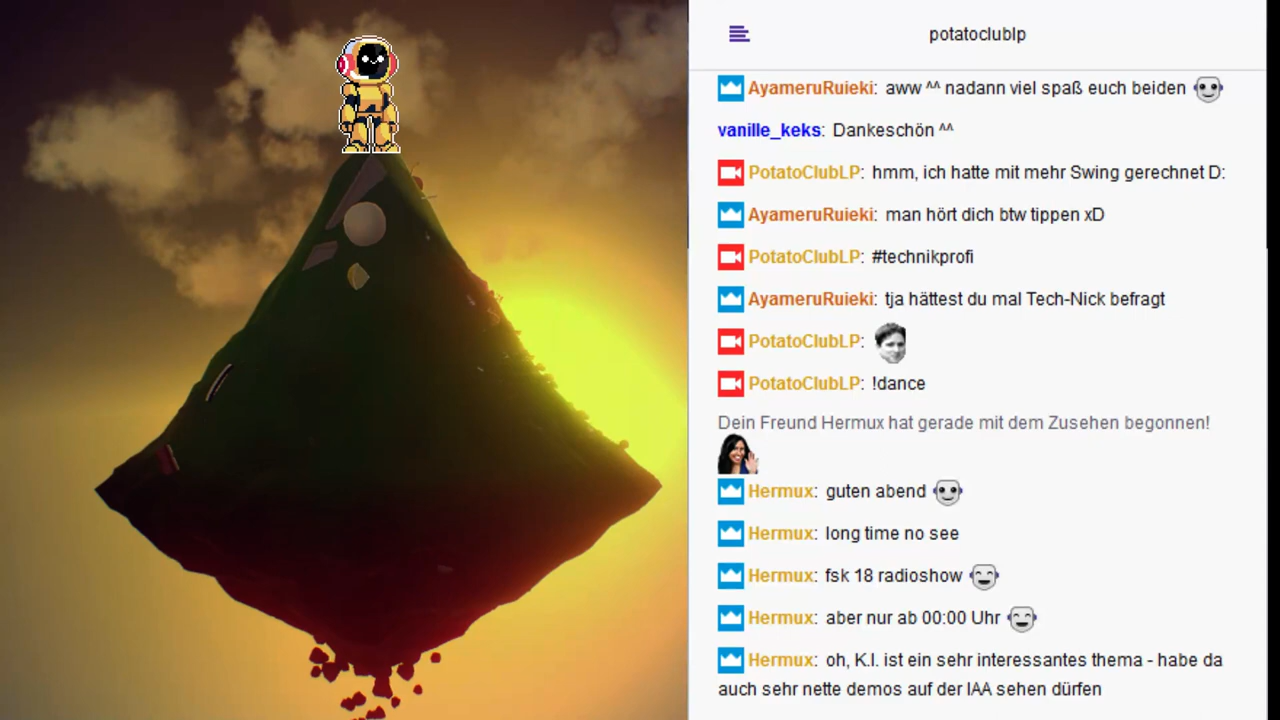 potatoclublp
AyameruRuieki: aww ^^ nadann viel spaß euch beiden
vanille_keks: Dankeschön ^^
PotatoClubLP: hmm, ich hatte mit mehr Swing gerechnet D:
AyameruRuieki: man hört dich btw tippen xD
PotatoClubLP: #technikprofi
AyameruRuieki: tja hättest du mal Tech-Nick befragt
PotatoClubLP:
PotatoClubLP: !dance
Dein Freund Hermux hat gerade mit dem Zusehen begonnen!
Hermux: guten abend
Hermux: long time no see
Hermux: fsk 18 radioshow
Hermux: aber nur ab 00:00 Uhr
Hermux: oh, K.I. ist ein sehr interessantes thema - habe da
auch sehr nette demos auf der IAA sehen dürfen